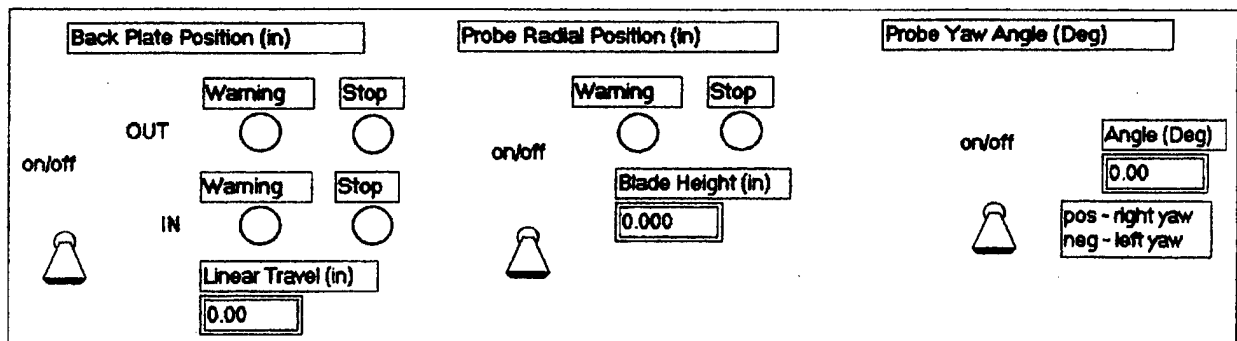 Back Plate Position (in)
Warning Stop
OUT
on/off
Warning Stop
IN
Linear Travel (in)
0.00
Probe Radial Position (in)
Warning Stop
on/off
Blade Height (in)
0.000
Probe Yaw Angle (Deg)
on/off
Angle (Deg)
0.00
pos - right yaw
neg - left yaw